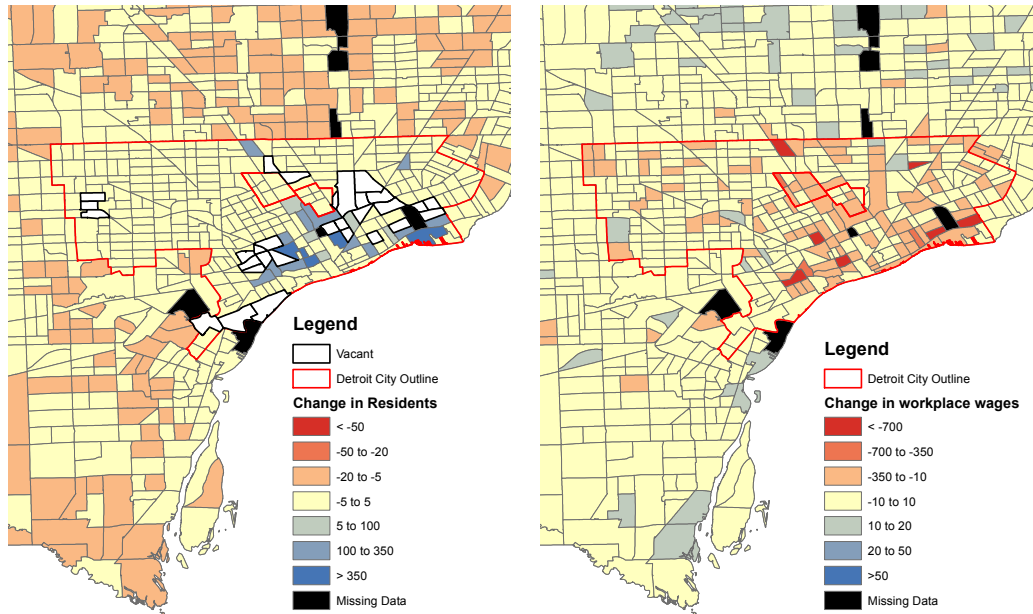 Legend
Vacant
Detroit City Outline
Change in Residents
< -50
-50 to -20
-20 to -5
-5 to 5
5 to 100
100 to 350
> 350
Missing Data
Legend
Detroit City Outline
Change in workplace wages
< -700
-700 to -350
-350 to -10
-10 to 10
10 to 20
20 to 50
>50
Missing Data